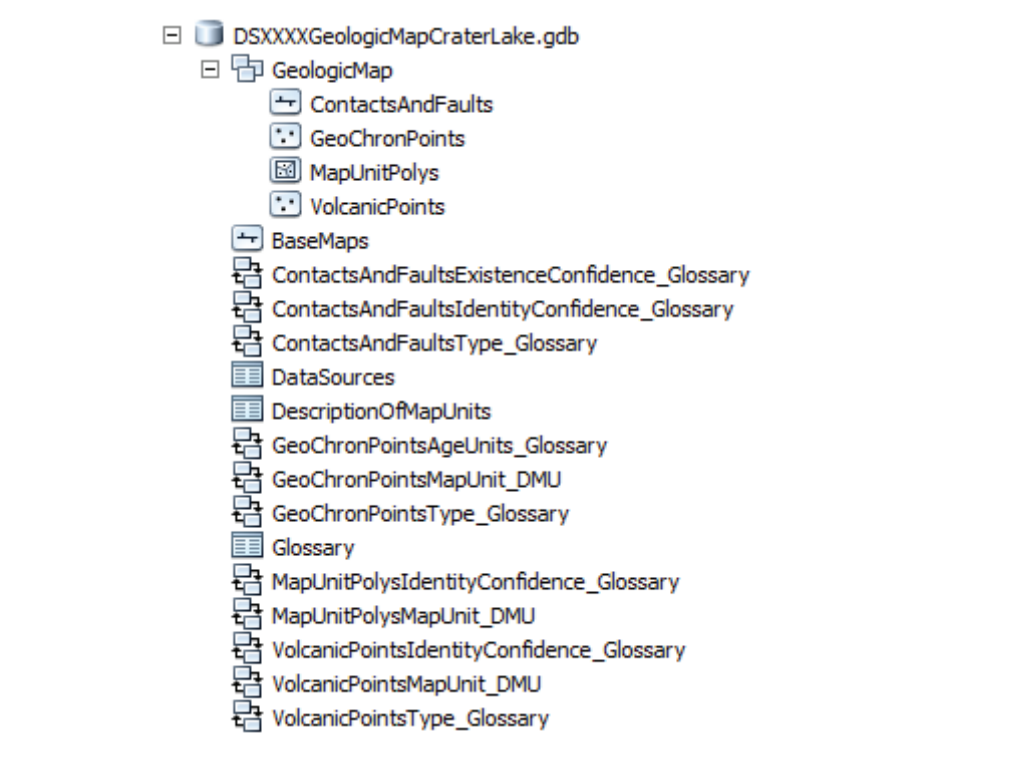 DSXXXXGeologicMapCraterLake.gdb
GeologicMap
ContactsAndFaults
GeoChronPoints
MapUnitPolys
VolcanicPoints
BaseMaps
ContactsAndFaultsExistenceConfidence_Glossary
ContactsAndFaultsIdentityConfidence_Glossary
ContactsAndFaultsType_Glossary
DataSources
DescriptionOfMapUnits
GeoChronPointsAgeUnits_Glossary
GeoChronPointsMapUnit_DMU
GeoChronPointsType_Glossary
Glossary
MapUnitPolysIdentityConfidence_Glossary
MapUnitPolysMapUnit_DMU
VolcanicPointsIdentityConfidence_Glossary
VolcanicPointsMapUnit_DMU
VolcanicPointsType_Glossary